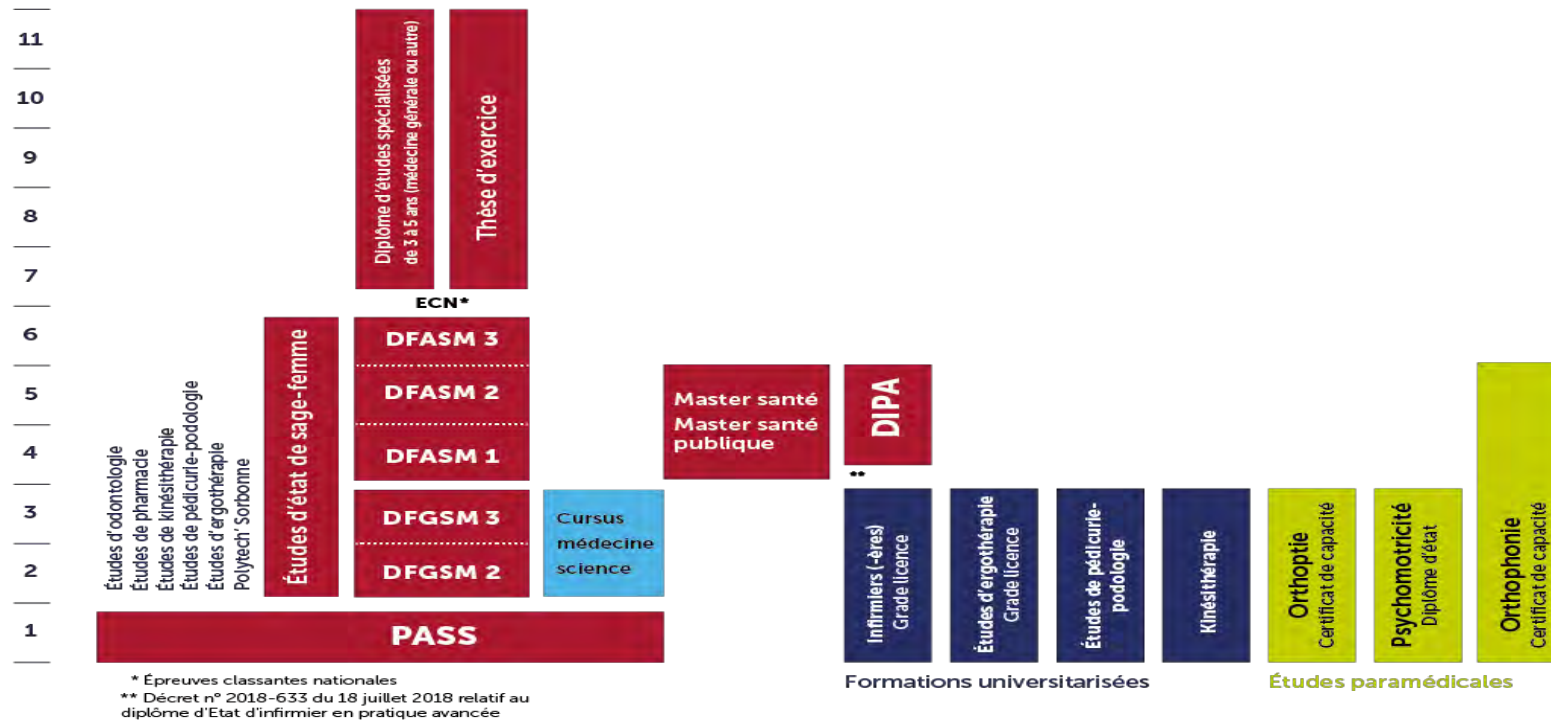 11
10
9
8
7
6
5
4
3
2
1
Diplôme d'études spécialisées
de 3 à 5 ans (médecine générale ou autre)
Thèse d'exercice
ECN*
Études d'odontologie
Études de pharmacie
Études de kinésithérapie
Études de pédicurie-podologie
Études d'ergothérapie
Polytech' Sorbonne
Études d'état de sage-femme
DFASM 3
DFASM 2
DFASM 1
DFGSM 3
DFGSM 2
Cursus
médecine
science
PASS
Master santé
Master santé
publique
DIPA
**
Infirmiers (-ères)
Grade licence
Études d'ergothérapie
Grade licence
Études de pédicurie-
podologie
Kinésithérapie
Orthoptie
Certificat de capacité
Psychomotricité
Diplôme d'état
Orthophonie
Certificat de capacité
* Épreuves classantes nationales
** Décret n° 2018-633 du 18 juillet 2018 relatif au
diplôme d'Etat d'infirmier en pratique avancée
Formations universitarisées
Études paramédicales